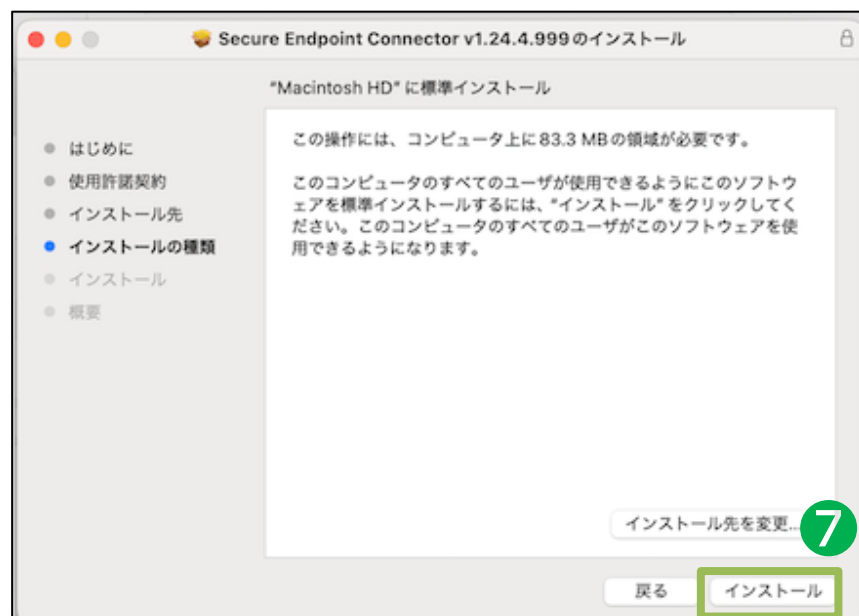 Secure Endpoint Connector v1.24.4.999のインストール
"Macintosh HD" に標準インストール
はじめに
使用許諾契約
インストール先
インストールの種類
インストール
概要
この操作には、コンピュータ上に83.3 MBの領域が必要です。
このコンピュータのすべてのユーザが使用できるようにこのソフトウ
ェアを標準インストールするには、"インストール" をクリックしてく
ださい。このコンピュータのすべてのユーザがこのソフトウェアを使
用できるようになります。
インストール先を変更...
7
戻る
インストール